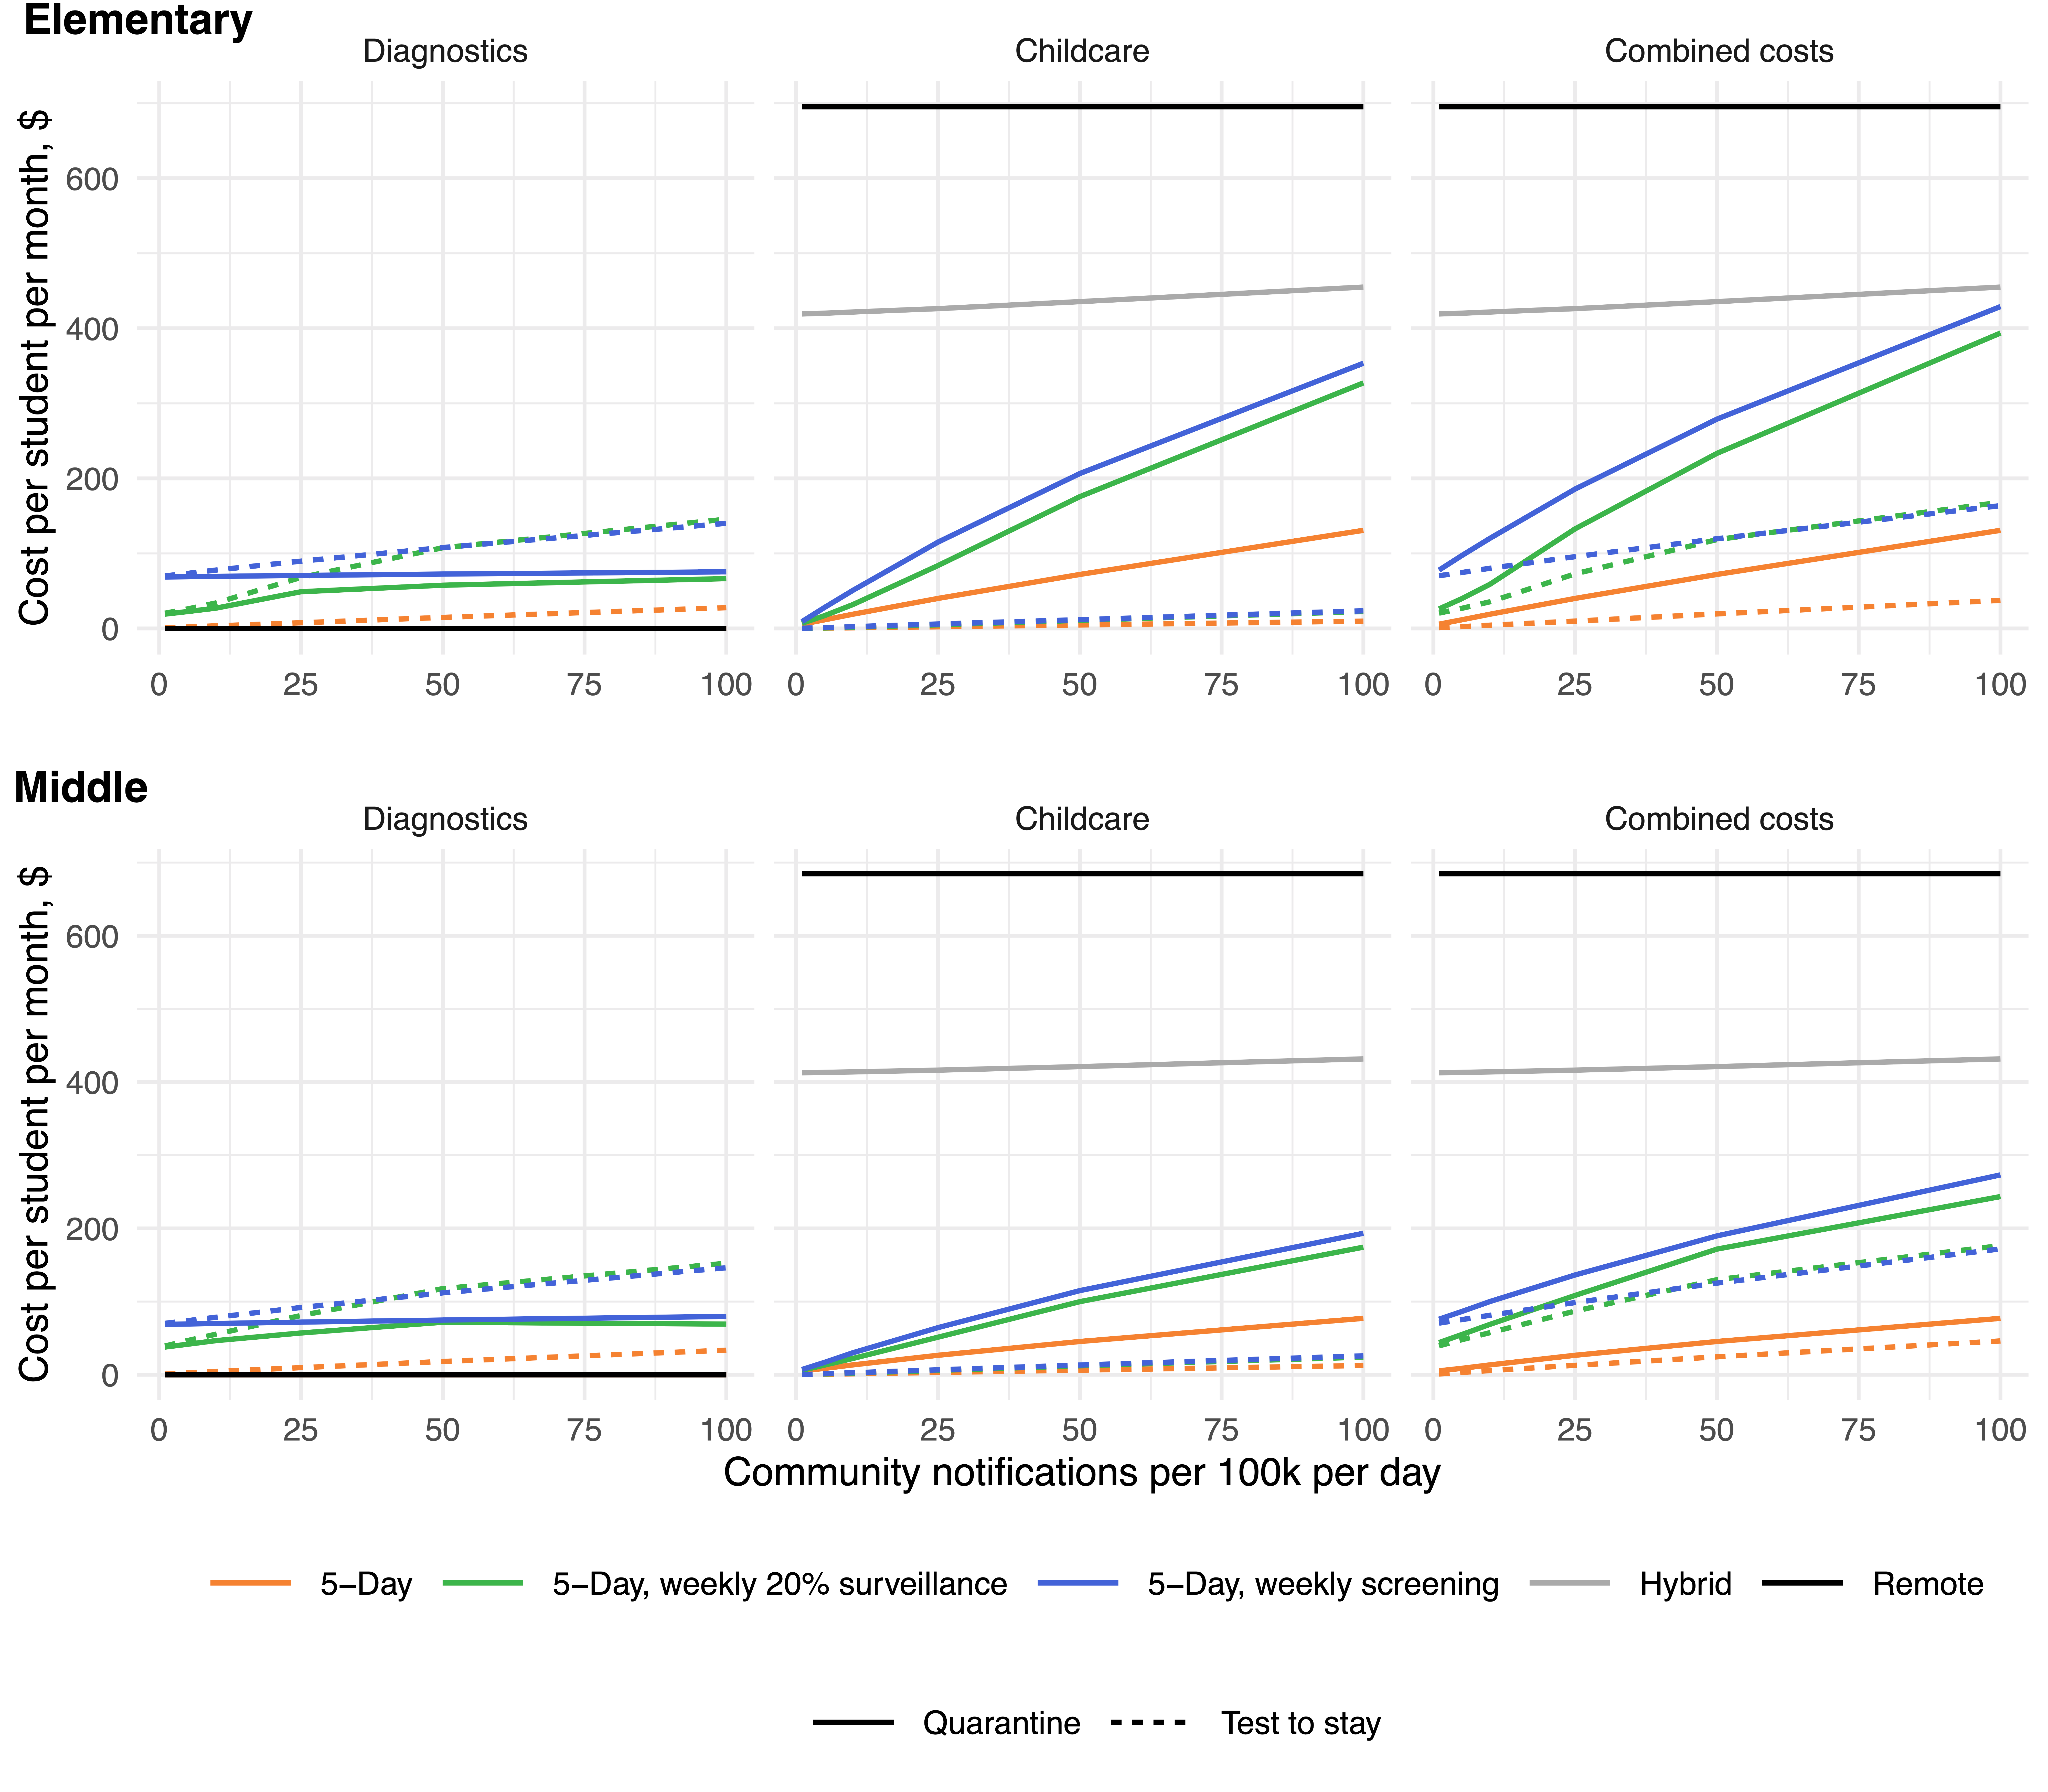 Elementary
Diagnostics Childcare Combined costs
Cost per student per month, $
600
400
200
0
0 25 50 75 100 0 25 50 75 100 0 25 50 75 100
Middle
Diagnostics Childcare Combined costs
Cost per student per month, $
600
400
200
0
0 25 50 75 100 0 25 50 75 100 0 25 50 75 100
Community notifications per 100k per day
5−Day 5−Day, weekly 20% surveillance 5−Day, weekly screening Hybrid Remote
Quarantine Test to stay